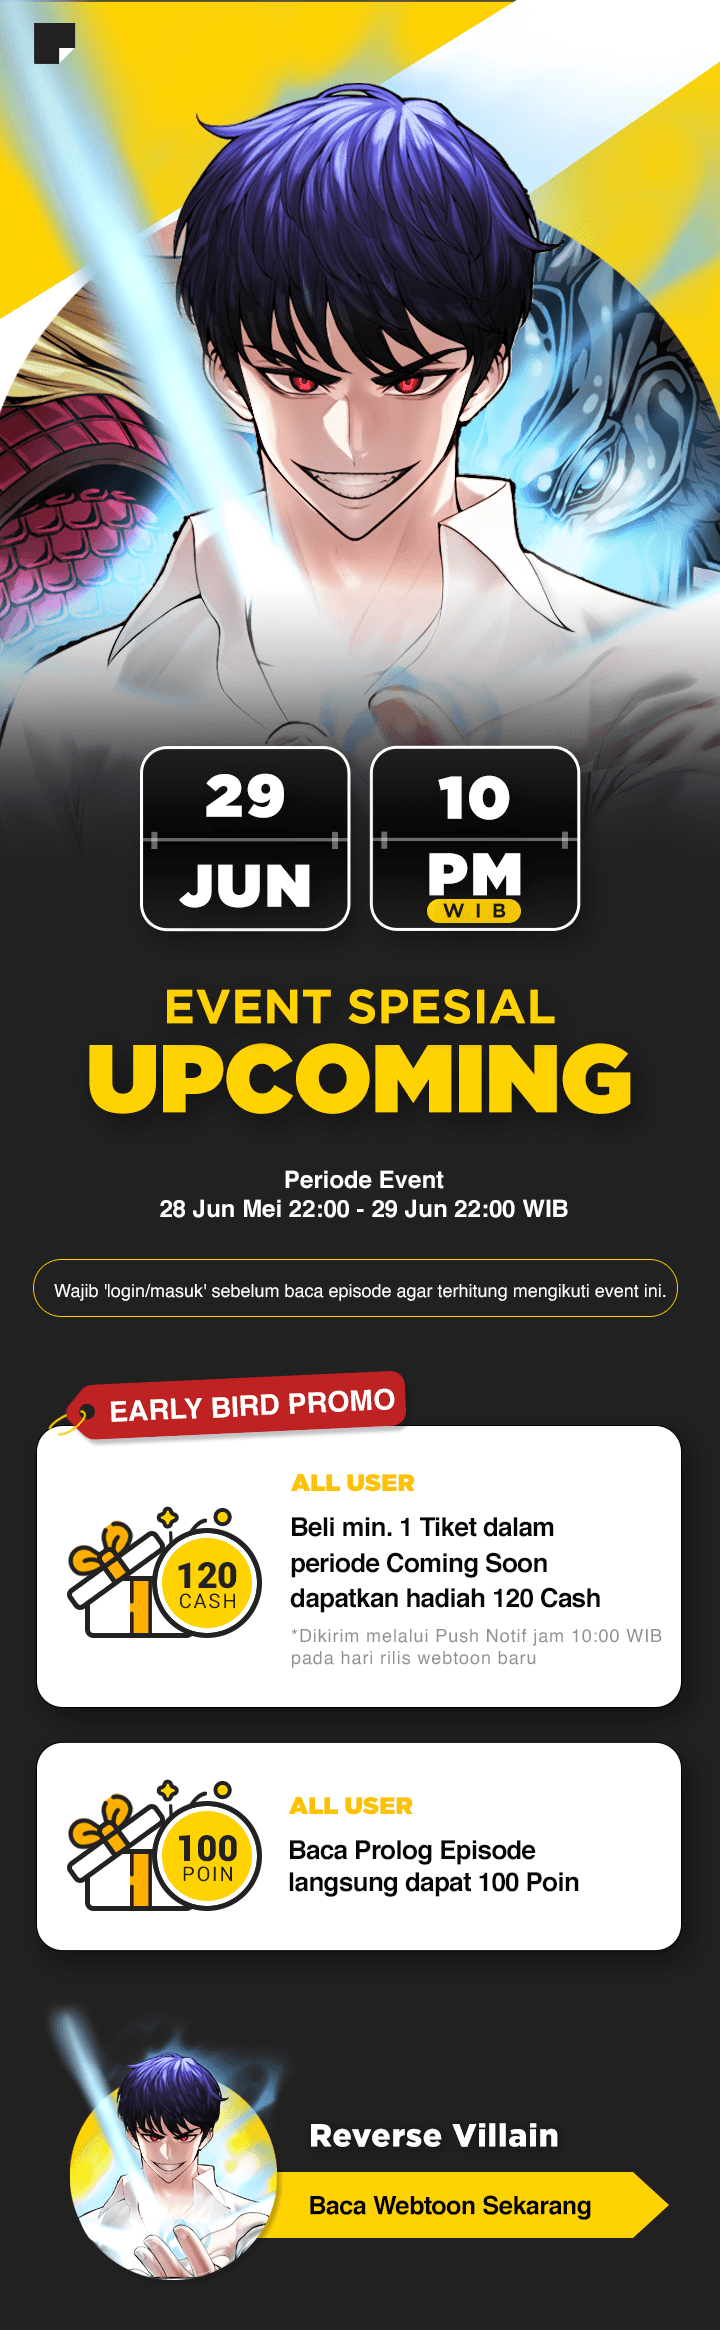 29
JUN
10
PM
WIB
EVENT SPESIAL
UPCOMING
Periode Event
28 Jun Mei 22:00 - 29 Jun 22:00 WIB
Wajib 'login/masuk' sebelum baca episode agar terhitung mengikuti event ini.
EARLY BIRD PROMO
120
CASH
ALL USER
Beli min. 1 Tiket dalam
periode Coming Soon
dapatkan hadiah 120 Cash
*Dikirim melalui Push Notif jam 10:00 WIB
pada hari rilis webtoon baru
100
POIN
ALL USER
Baca Prolog Episode
langsung dapat 100 Poin
Reverse Villain
Baca Webtoon Sekarang